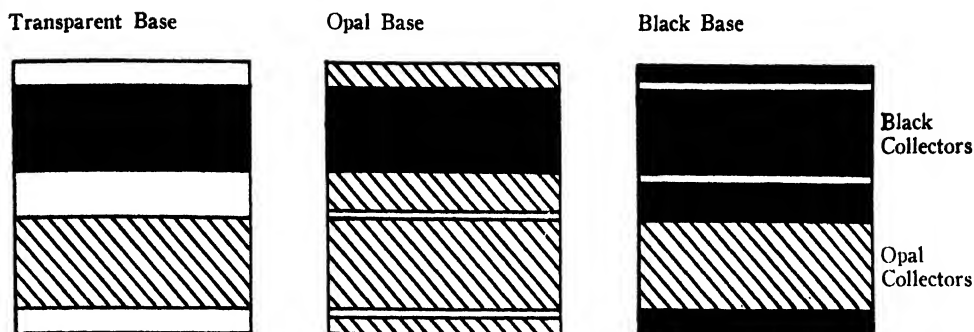 Transparent Base
Opal Base
Black Base
Black
Collectors
Opal
Collectors